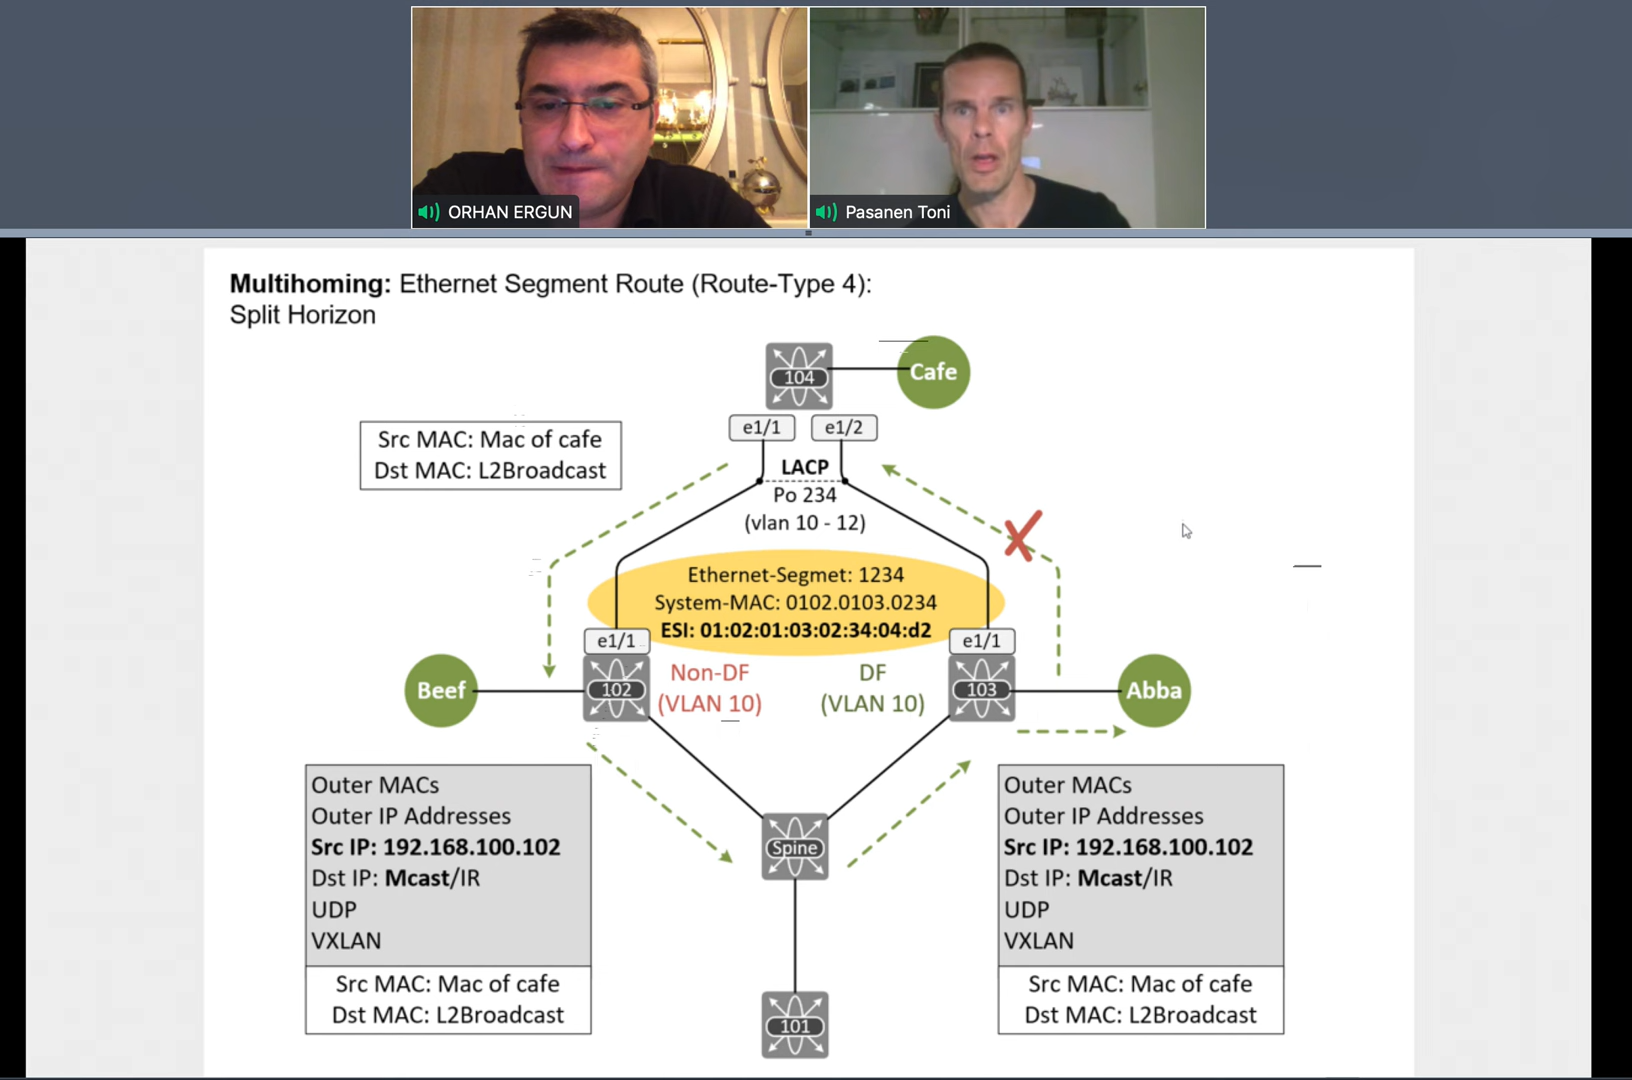 ORHAN ERGUN
Pasanen Toni
Multihoming: Ethernet Segment Route (Route-Type 4):
Split Horizon
104
Cafe
e1/1
e1/2
Src MAC: Mac of cafe
Dst MAC: L2Broadcast
LACP
Po 234
(vlan 10 - 12)
Ethernet-Segmet: 1234
System-MAC: 0102.0103.0234
ESI: 01:02:01:03:02:34:04:d2
e1/1
e1/1
Beef
102
Non-DF
(VLAN 10)
DF
(VLAN 10)
103
Abba
Outer MACs
Outer IP Addresses
Src IP: 192.168.100.102
Dst IP: Mcast/IR
UDP
VXLAN
Src MAC: Mac of cafe
Dst MAC: L2Broadcast
Spine
101
Outer MACs
Outer IP Addresses
Src IP: 192.168.100.102
Dst IP: Mcast/IR
UDP
VXLAN
Src MAC: Mac of cafe
Dst MAC: L2Broadcast